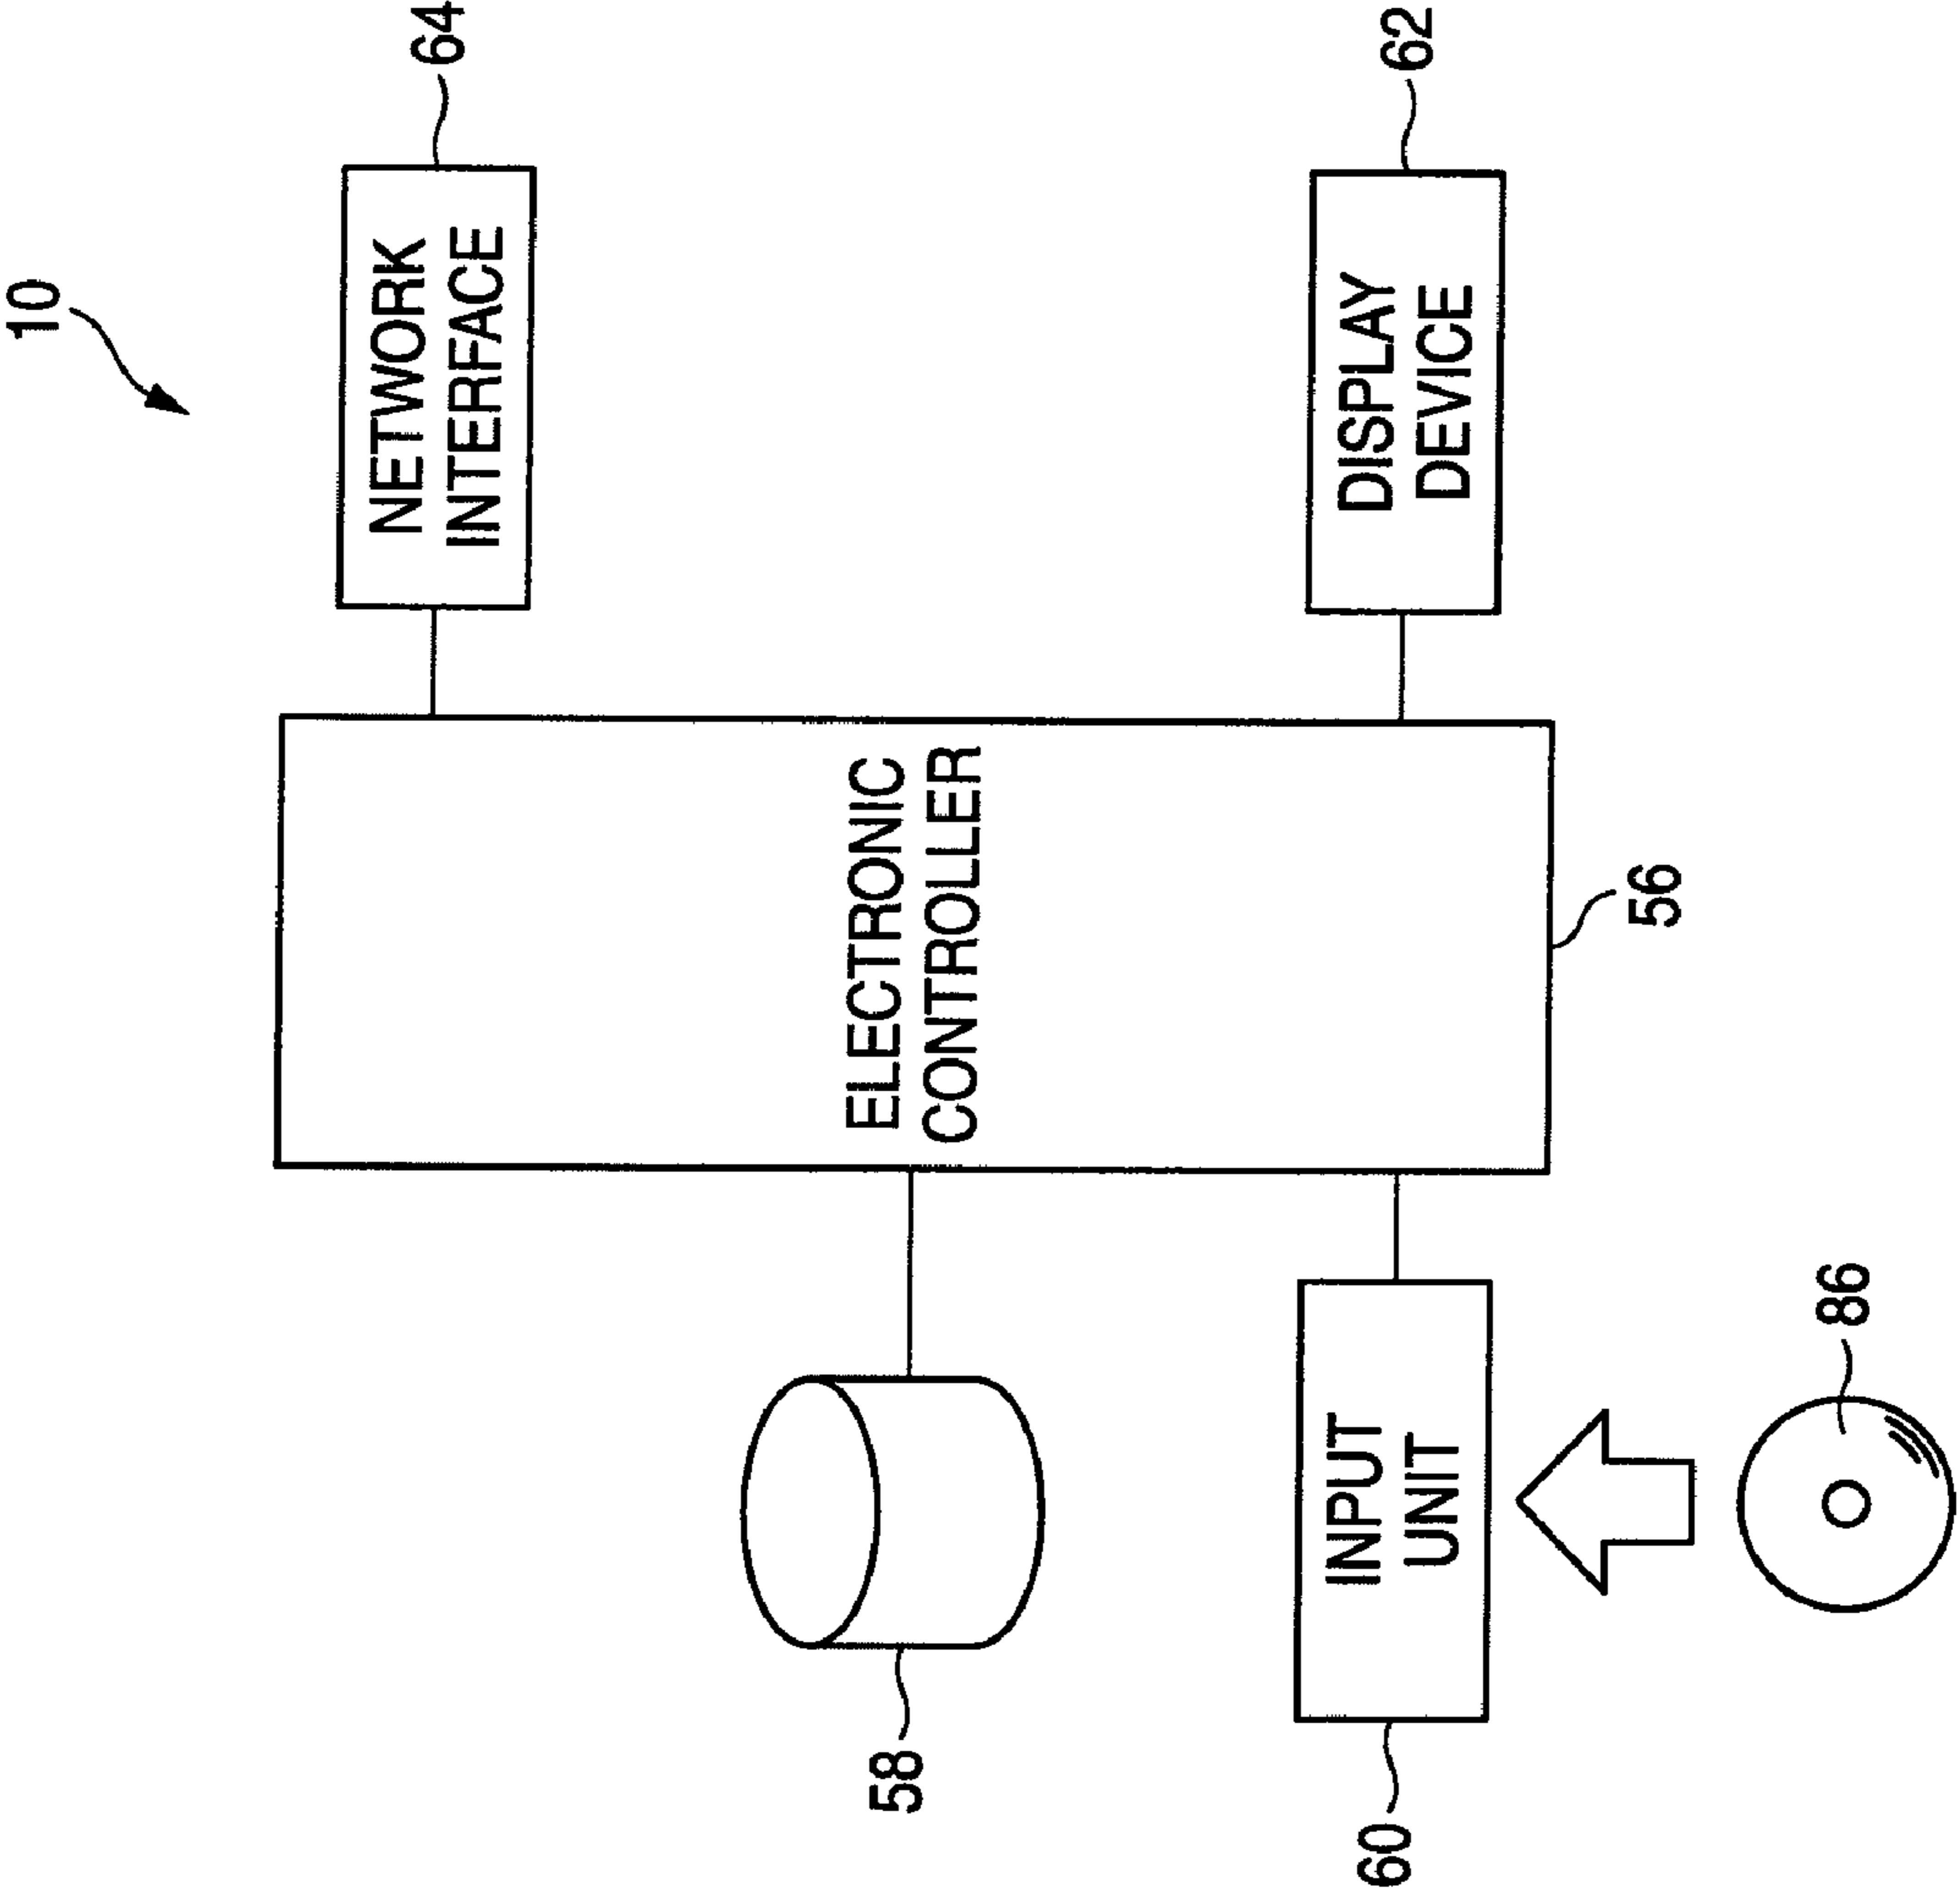 10
58
60
INPUT
UNIT
86
ELECTRONIC
CONTROLLER
56
NETWORK
INTERFACE
64
DISPLAY
DEVICE
62